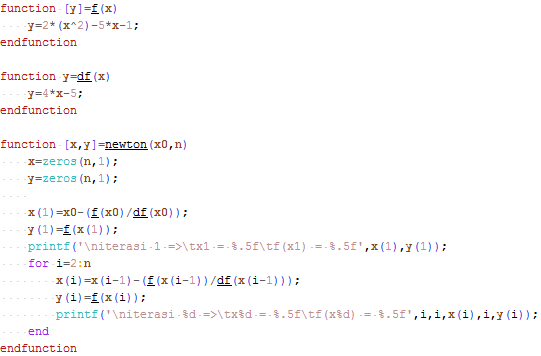 function [y]=f(x)
    y=2*(x^2)-5*x-1;
endfunction

function y=df(x)
    y=4*x-5;
endfunction

function [x,y]=newton(x0,n)
    x=zeros(n,1);
    y=zeros(n,1);
    
    x(1)=x0-(f(x0)/df(x0));
    y(1)=f(x(1));
    printf('\niterasi 1 =>\tx1 = %.5f\tf(x1) = %.5f',x(1),y(1));
    for i=2:n
        x(i)=x(i-1)-(f(x(i-1))/df(x(i-1)));
        y(i)=f(x(i));
        printf('\niterasi %d =>\tx%d = %.5f\tf(x%d) = %.5f',i,i,x(i),i,y(i));
    end
endfunction